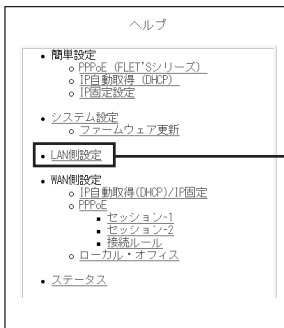 ヘルプ
簡単設定
PPPoE (FLET'Sシリーズ)
IP自動取得 (DHCP)
IP固定設定
システム設定
ファームウェア更新
LAN側設定
WAN側設定
IP自動取得(DHCP)/IP固定
PPPoE
セッション-1
セッション-2
接続ルール
ローカル・オフィス
ステータス